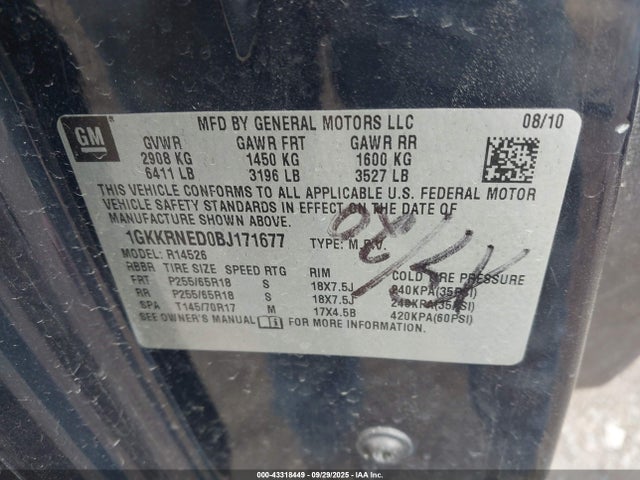 GM
MFD BY GENERAL MOTORS LLC 08/10
GVWR GAWR FRT GAWR RR
2908 KG 1450 KG 1600 KG
6411 LB 3196 LB 3527 LB
THIS VEHICLE CONFORMS TO ALL APPLICABLE U.S. FEDERAL MOTOR
VEHICLE SAFETY STANDARDS IN EFFECT ON THE DATE OF
MANUFACTURE SHOWN ABOVE.
1GKKRNED0BJ171677 TYPE: M.P.V.
MODEL: R14526
RBBR TIRE SIZE SPEED RTG RIM COLD TIRE PRESSURE
FRT P255/65R18 S 18X7.5J 240KPA(35PSI)
RR P255/65R18 S 18X7.5J 240KPA(35PSI)
SPA T145/70R17 M 17X4.5B 420KPA(60PSI)
SEE OWNER'S MANUAL FOR MORE INFORMATION.
000-43318449 - 09/29/2025 - IAA Inc.